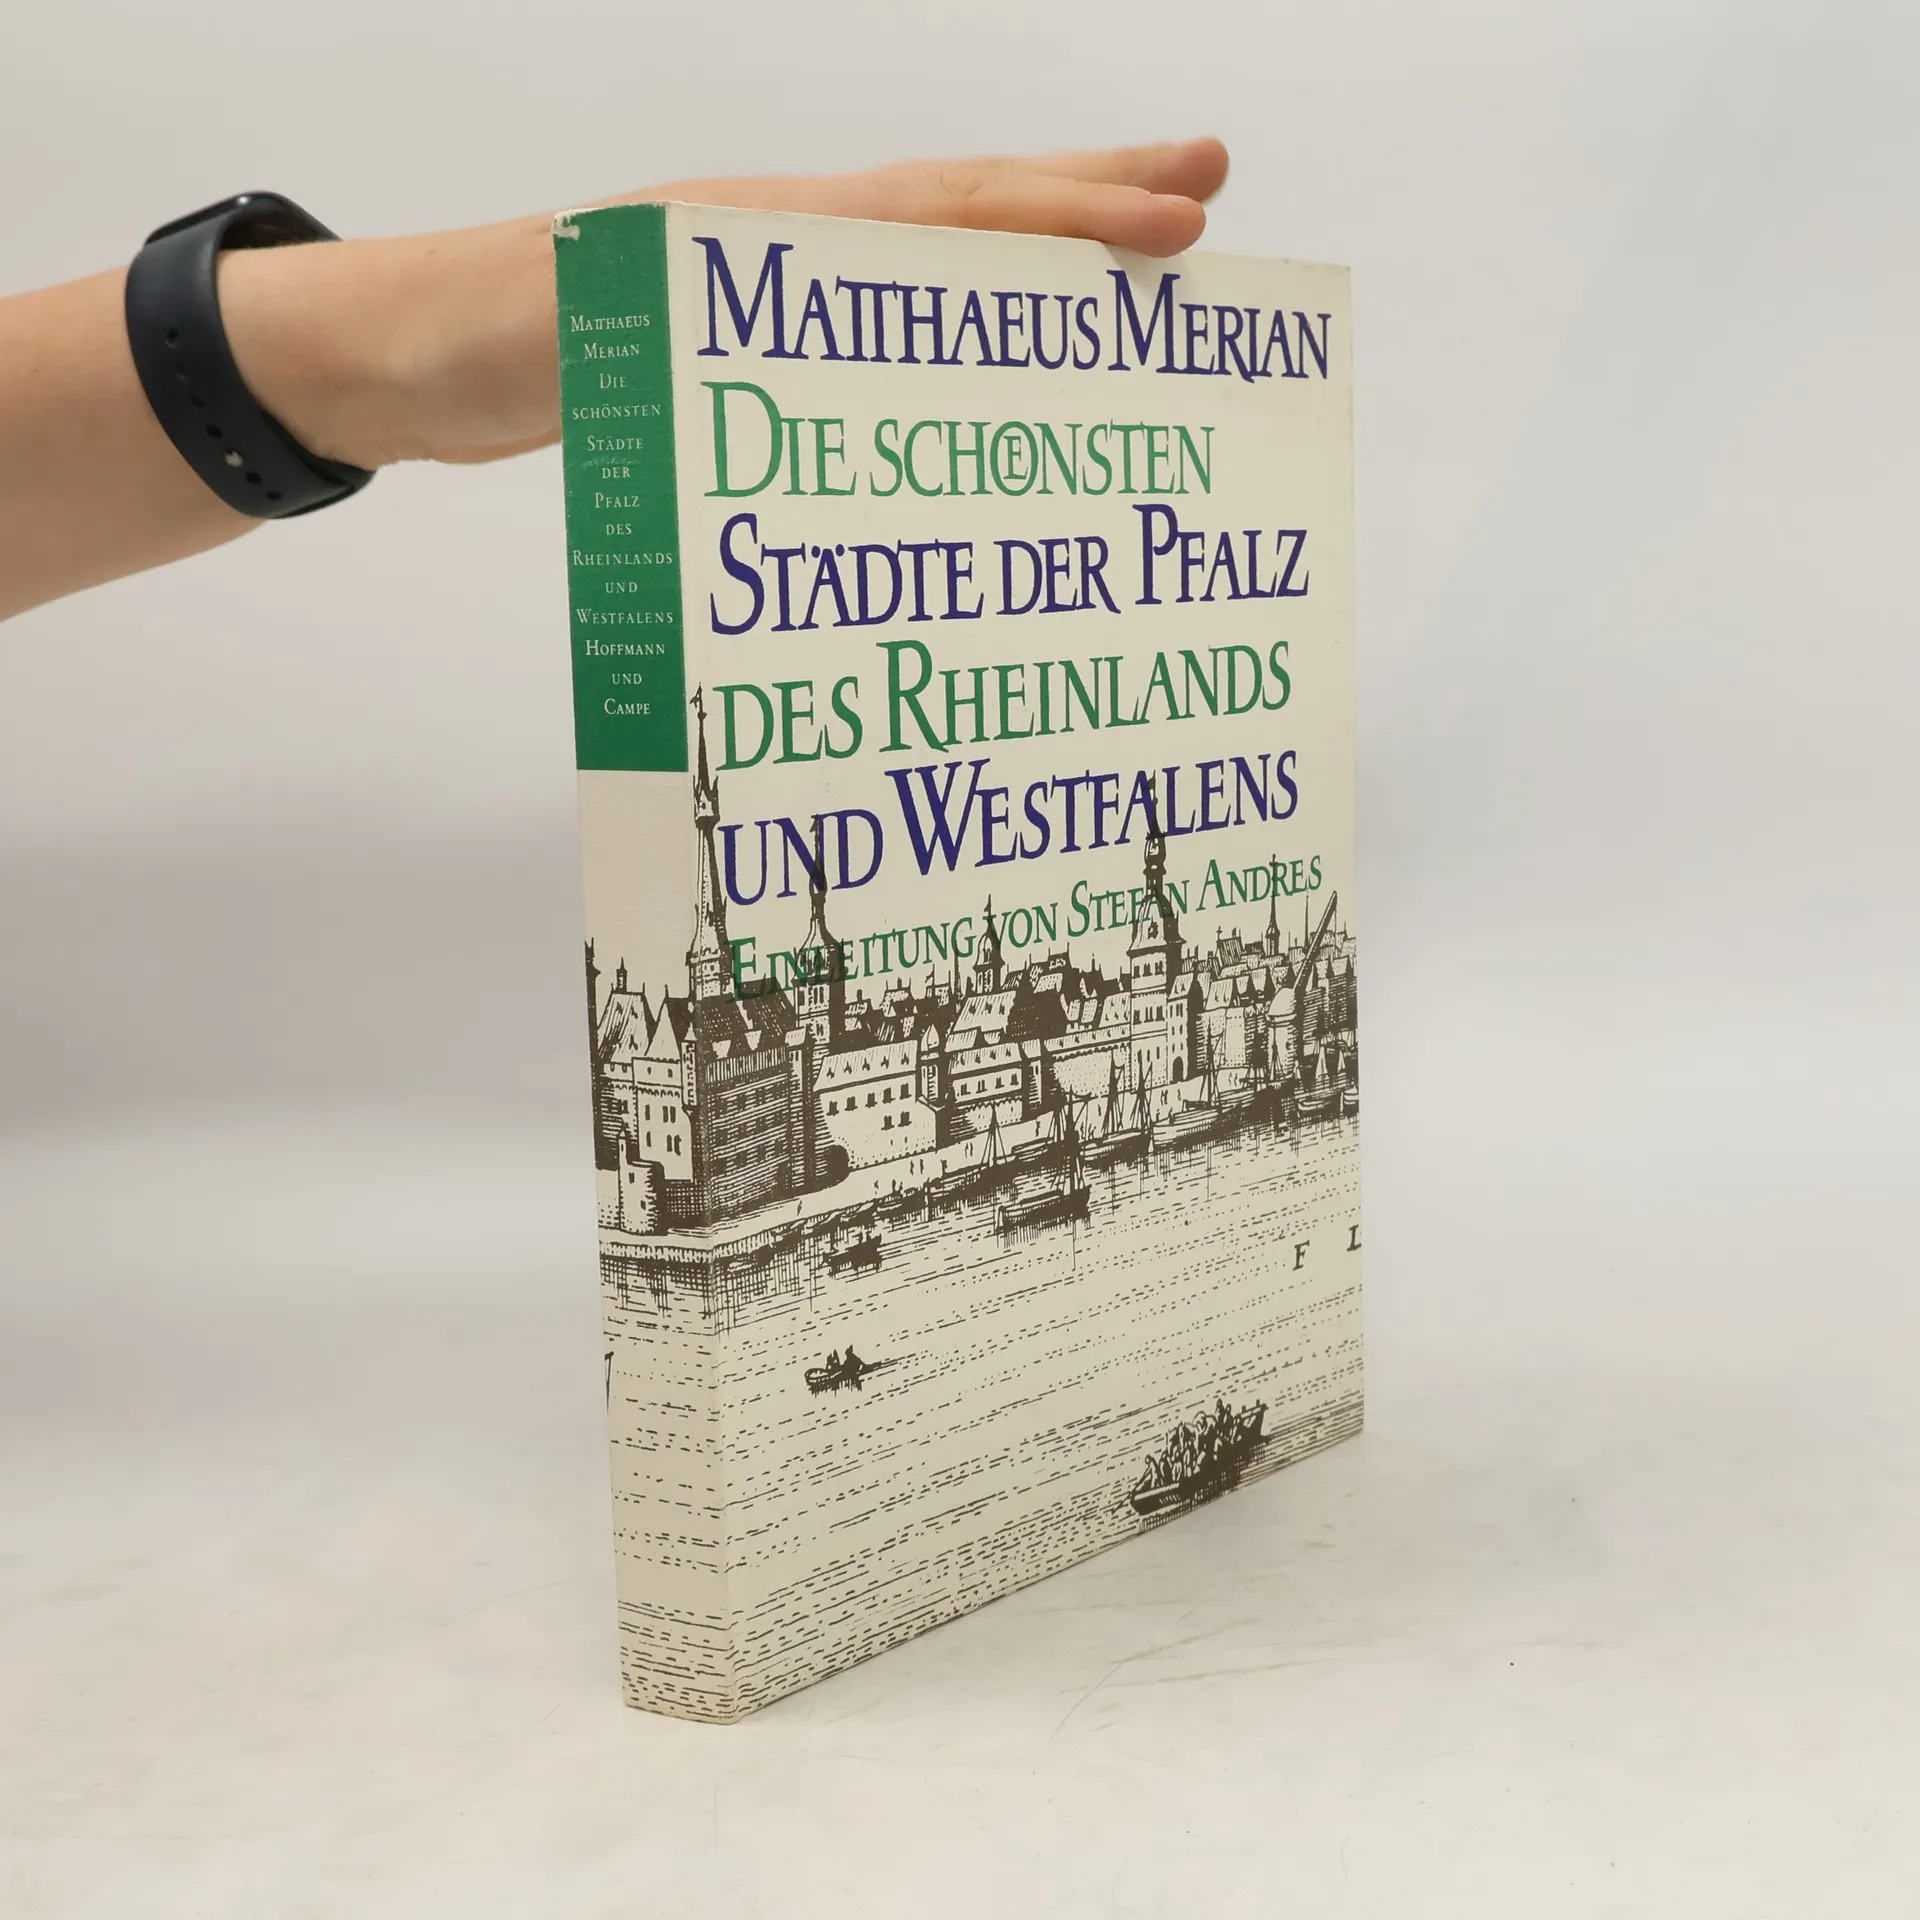 MATTHAEUS
MERIAN
DIE
SCHÖNSTEN
STÄDTE
DER
PFALZ
DES
RHEINLANDS
UND
WESTFALENS
HOFFMANN
UND
CAMPE
MATTHAEUS MERIAN
DIE SCHOENSTEN
STÄDTE DER PFALZ
DES RHEINLANDS
UND WESTFALENS
EINLEITUNG VON STEFAN ANDRES
F L